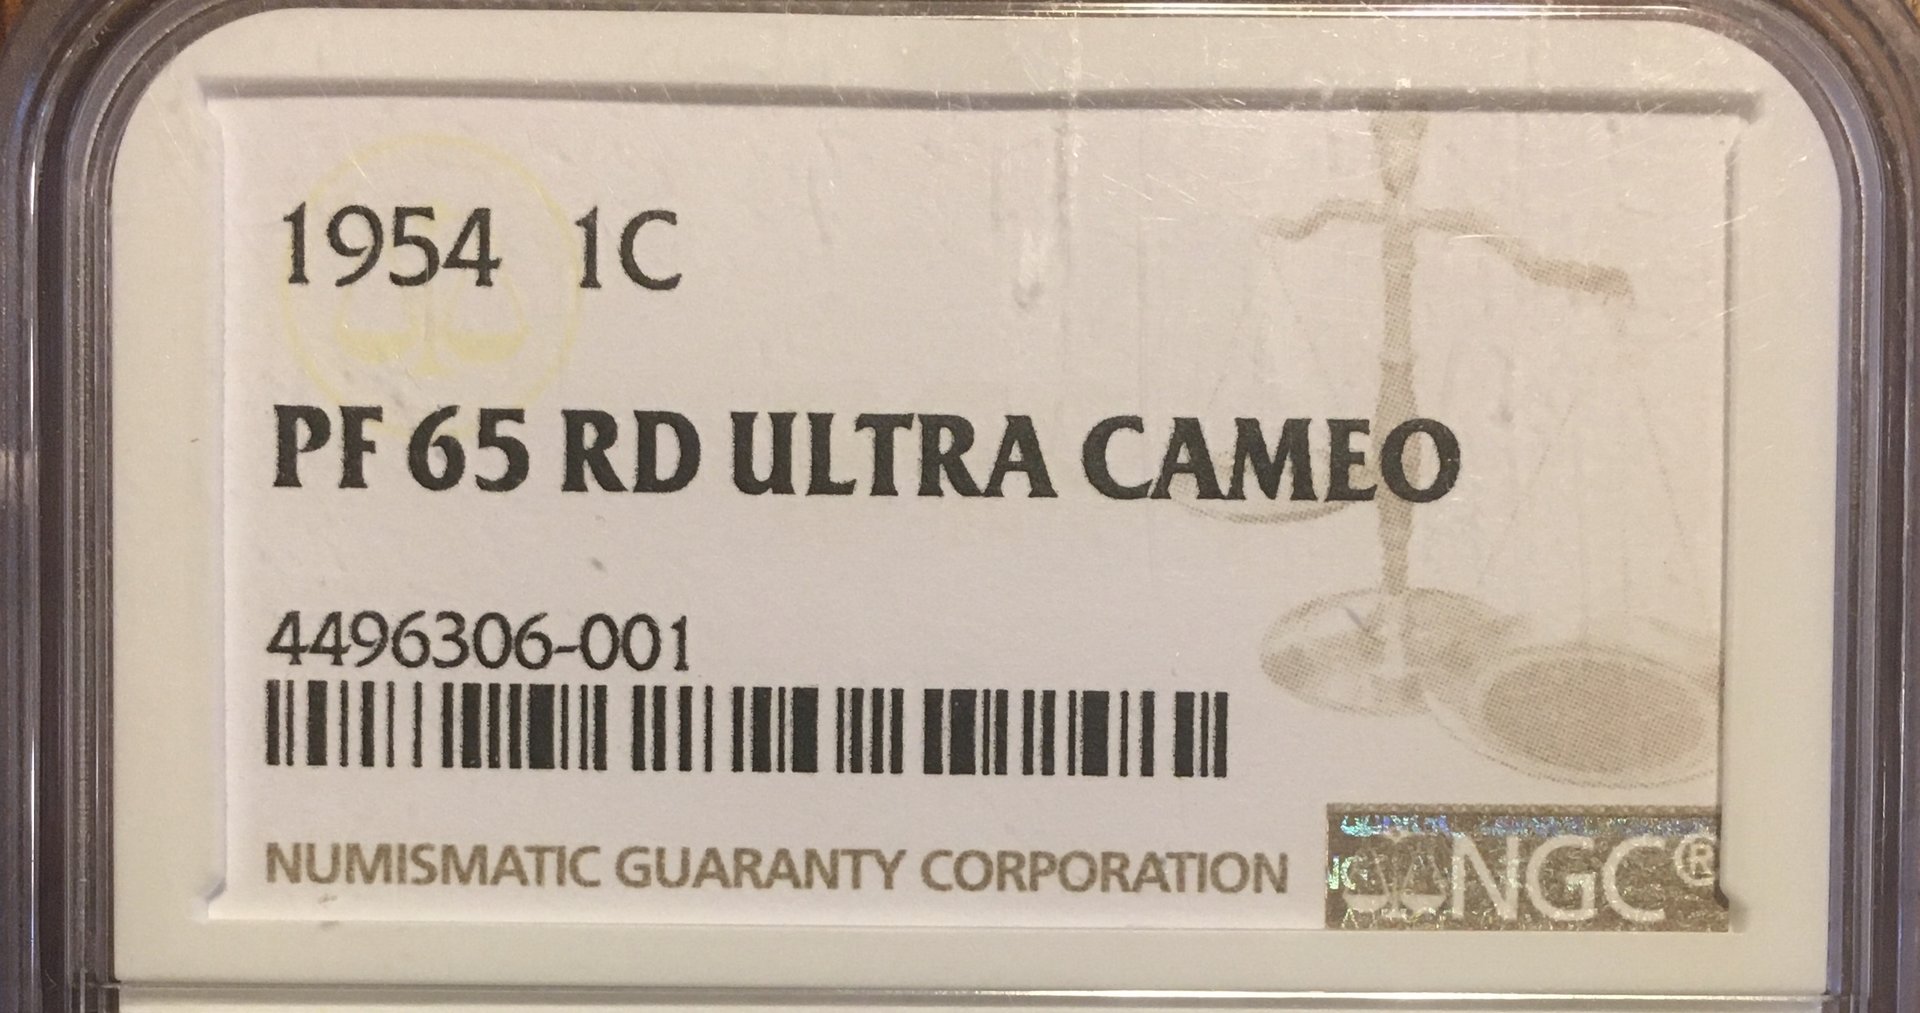 1954 1C
PF 65 RD ULTRA CAMEO
4496306-001
NUMISMATIC GUARANTY CORPORATION
NGC®